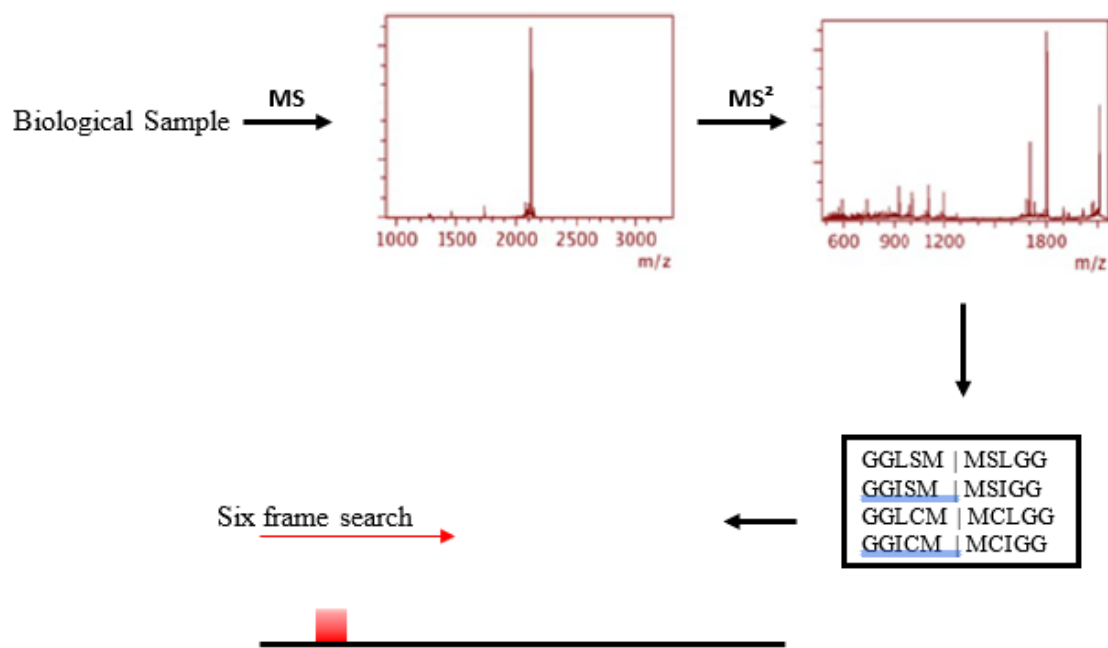 Biological Sample
MS
1000 1500 2000 2500 3000
m/z
MS²
600 900 1200 1800
m/z
GGLSM | MSLGG
GGISM | MSIGG
GGLCM | MCLGG
GGICM | MCIGG
Six frame search